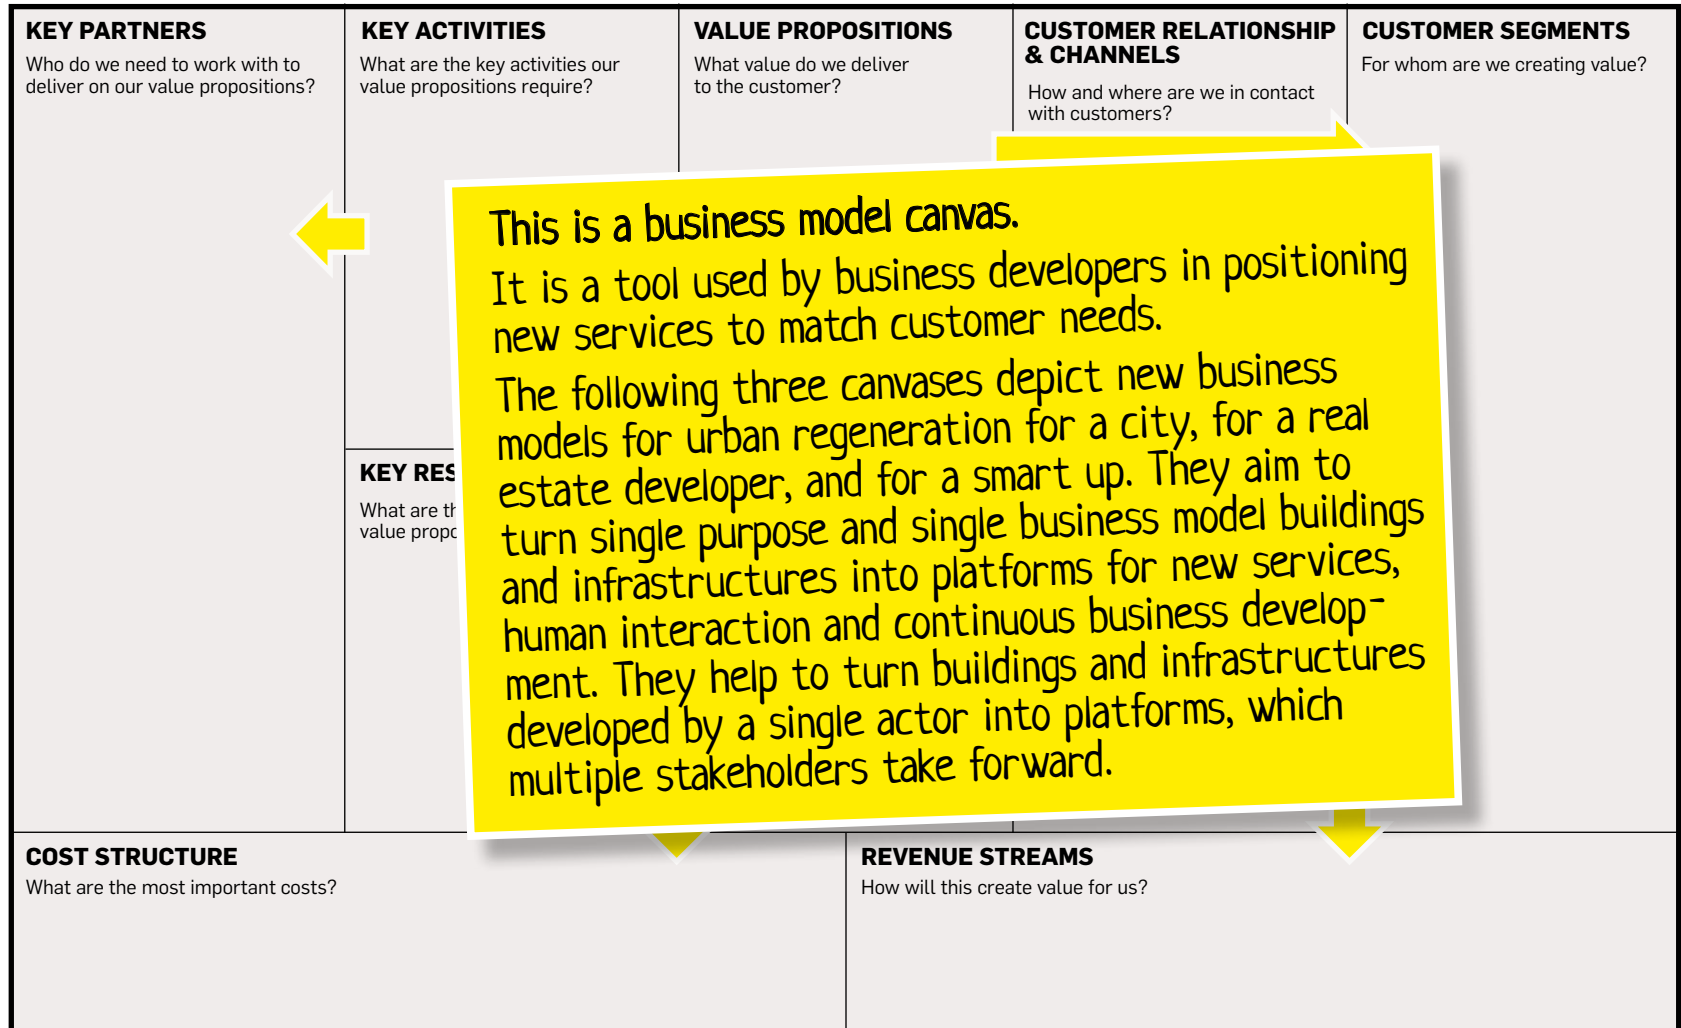 KEY PARTNERS
Who do we need to work with to
deliver on our value propositions?
KEY ACTIVITIES
What are the key activities our
value propositions require?
VALUE PROPOSITIONS
What value do we deliver
to the customer?
CUSTOMER RELATIONSHIP
& CHANNELS
How and where are we in contact
with customers?
CUSTOMER SEGMENTS
For whom are we creating value?
This is a business model canvas.
It is a tool used by business developers in positioning
new services to match customer needs.
The following three canvases depict new business
models for urban regeneration for a city, for a real
estate developer, and for a smart up. They aim to
turn single purpose and single business model buildings
and infrastructures into platforms for new services,
human interaction and continuous business develop-
ment. They help to turn buildings and infrastructures
developed by a single actor into platforms, which
multiple stakeholders take forward.
KEY
What are
value
COST STRUCTURE
What are the most important costs?
REVENUE STREAMS
How will this create value for us?